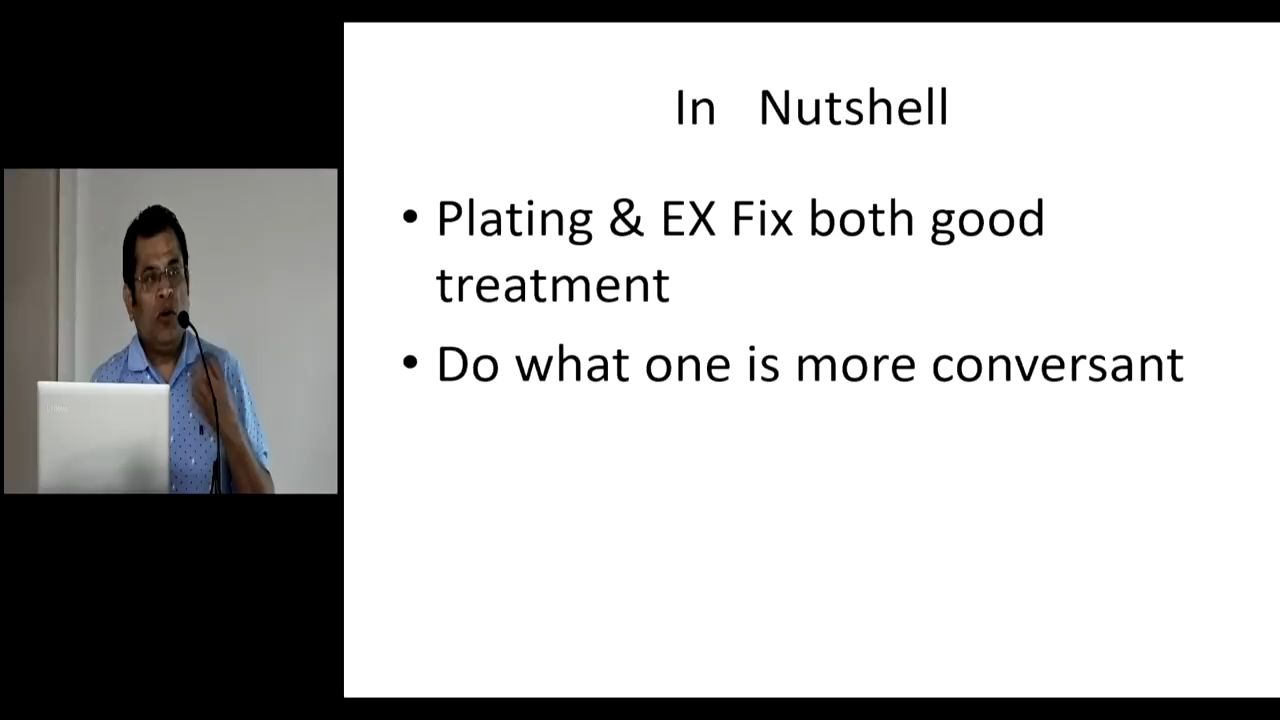 In Nutshell
• Plating & EX Fix both good
treatment
• Do what one is more conversant